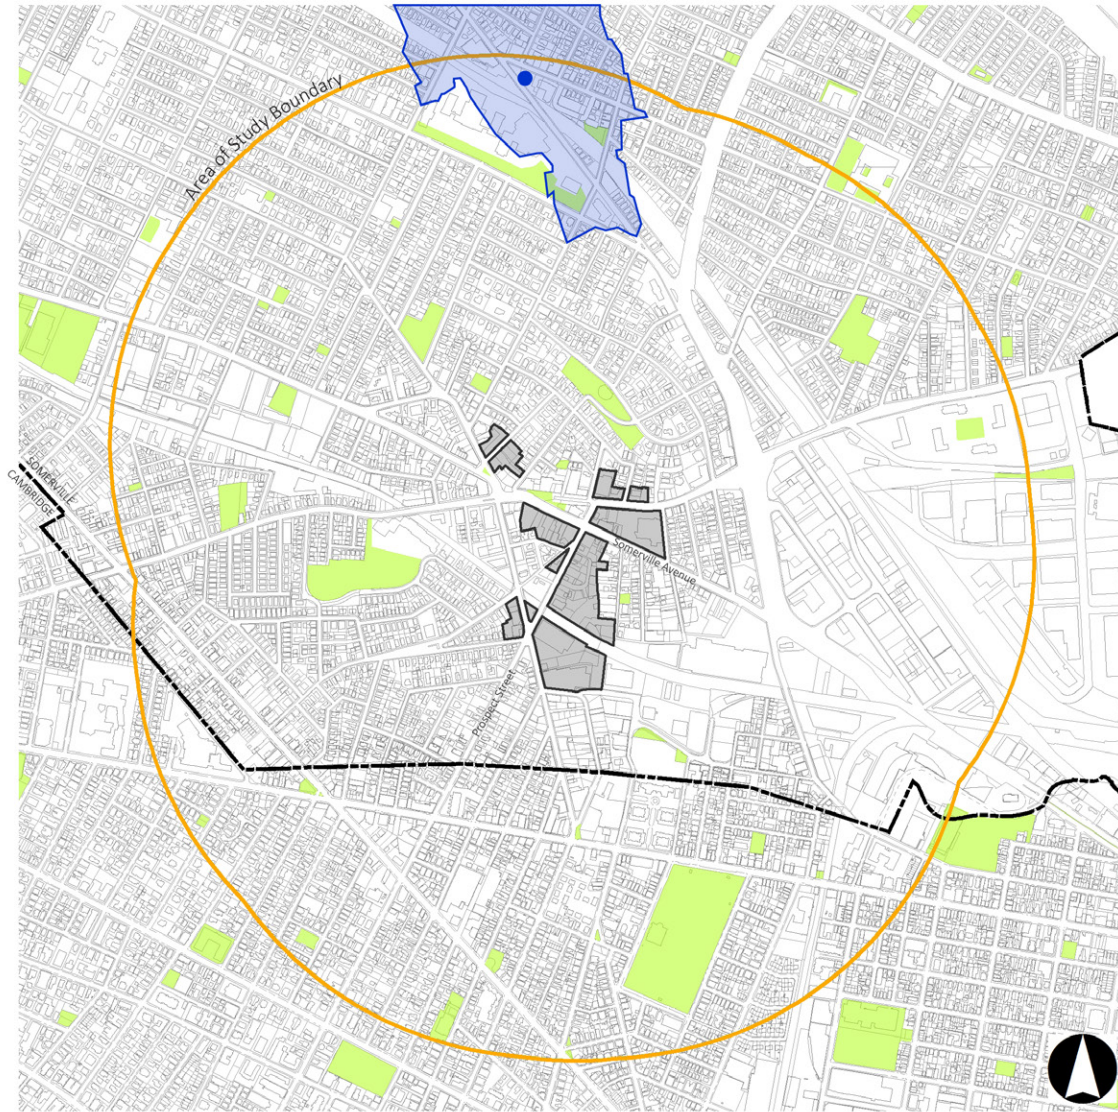 Area of Study Boundary
SOMERVILLE
CAMBRIDGE
Somerville Avenue
Prospect Street